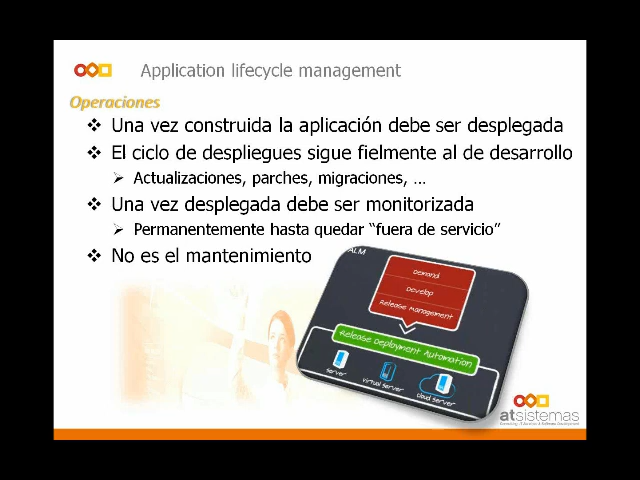 Application lifecycle management
Operaciones
Una vez construida la aplicación debe ser desplegada
El ciclo de despliegues sigue fielmente al de desarrollo
Actualizaciones, parches, migraciones, ...
Una vez desplegada debe ser monitorizada
Permanentemente hasta quedar “fuera de servicio”
No es el mantenimiento
ALM
Demand
Develop
Release Management
Release Deployment Automation
Server
Virtual Server
Cloud Server
atsistemas